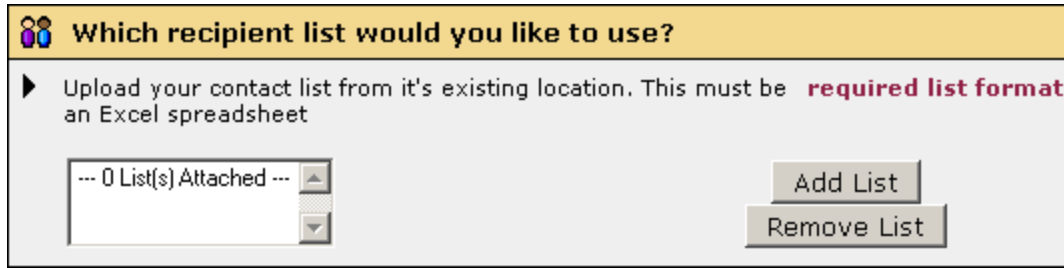 Which recipient list would you like to use?
Upload your contact list from it's existing location. This must be required list format
an Excel spreadsheet
--- 0 List(s) Attached ---
Add List
Remove List